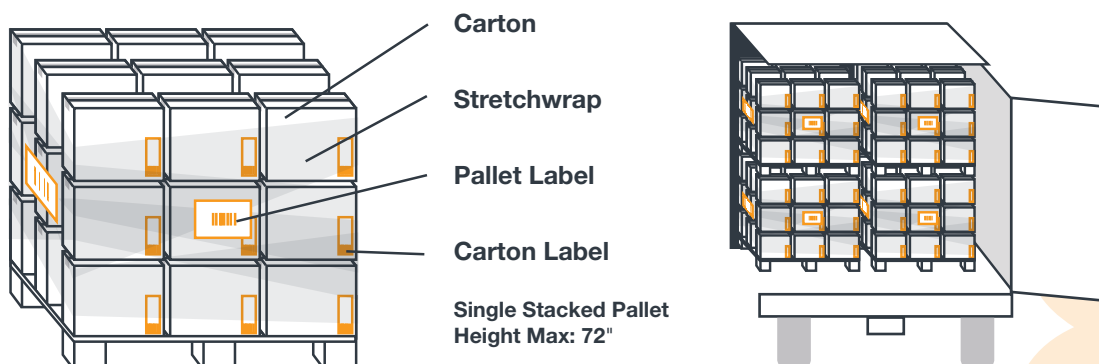 Carton
Stretchwrap
Pallet Label
Carton Label
Single Stacked Pallet
Height Max: 72"